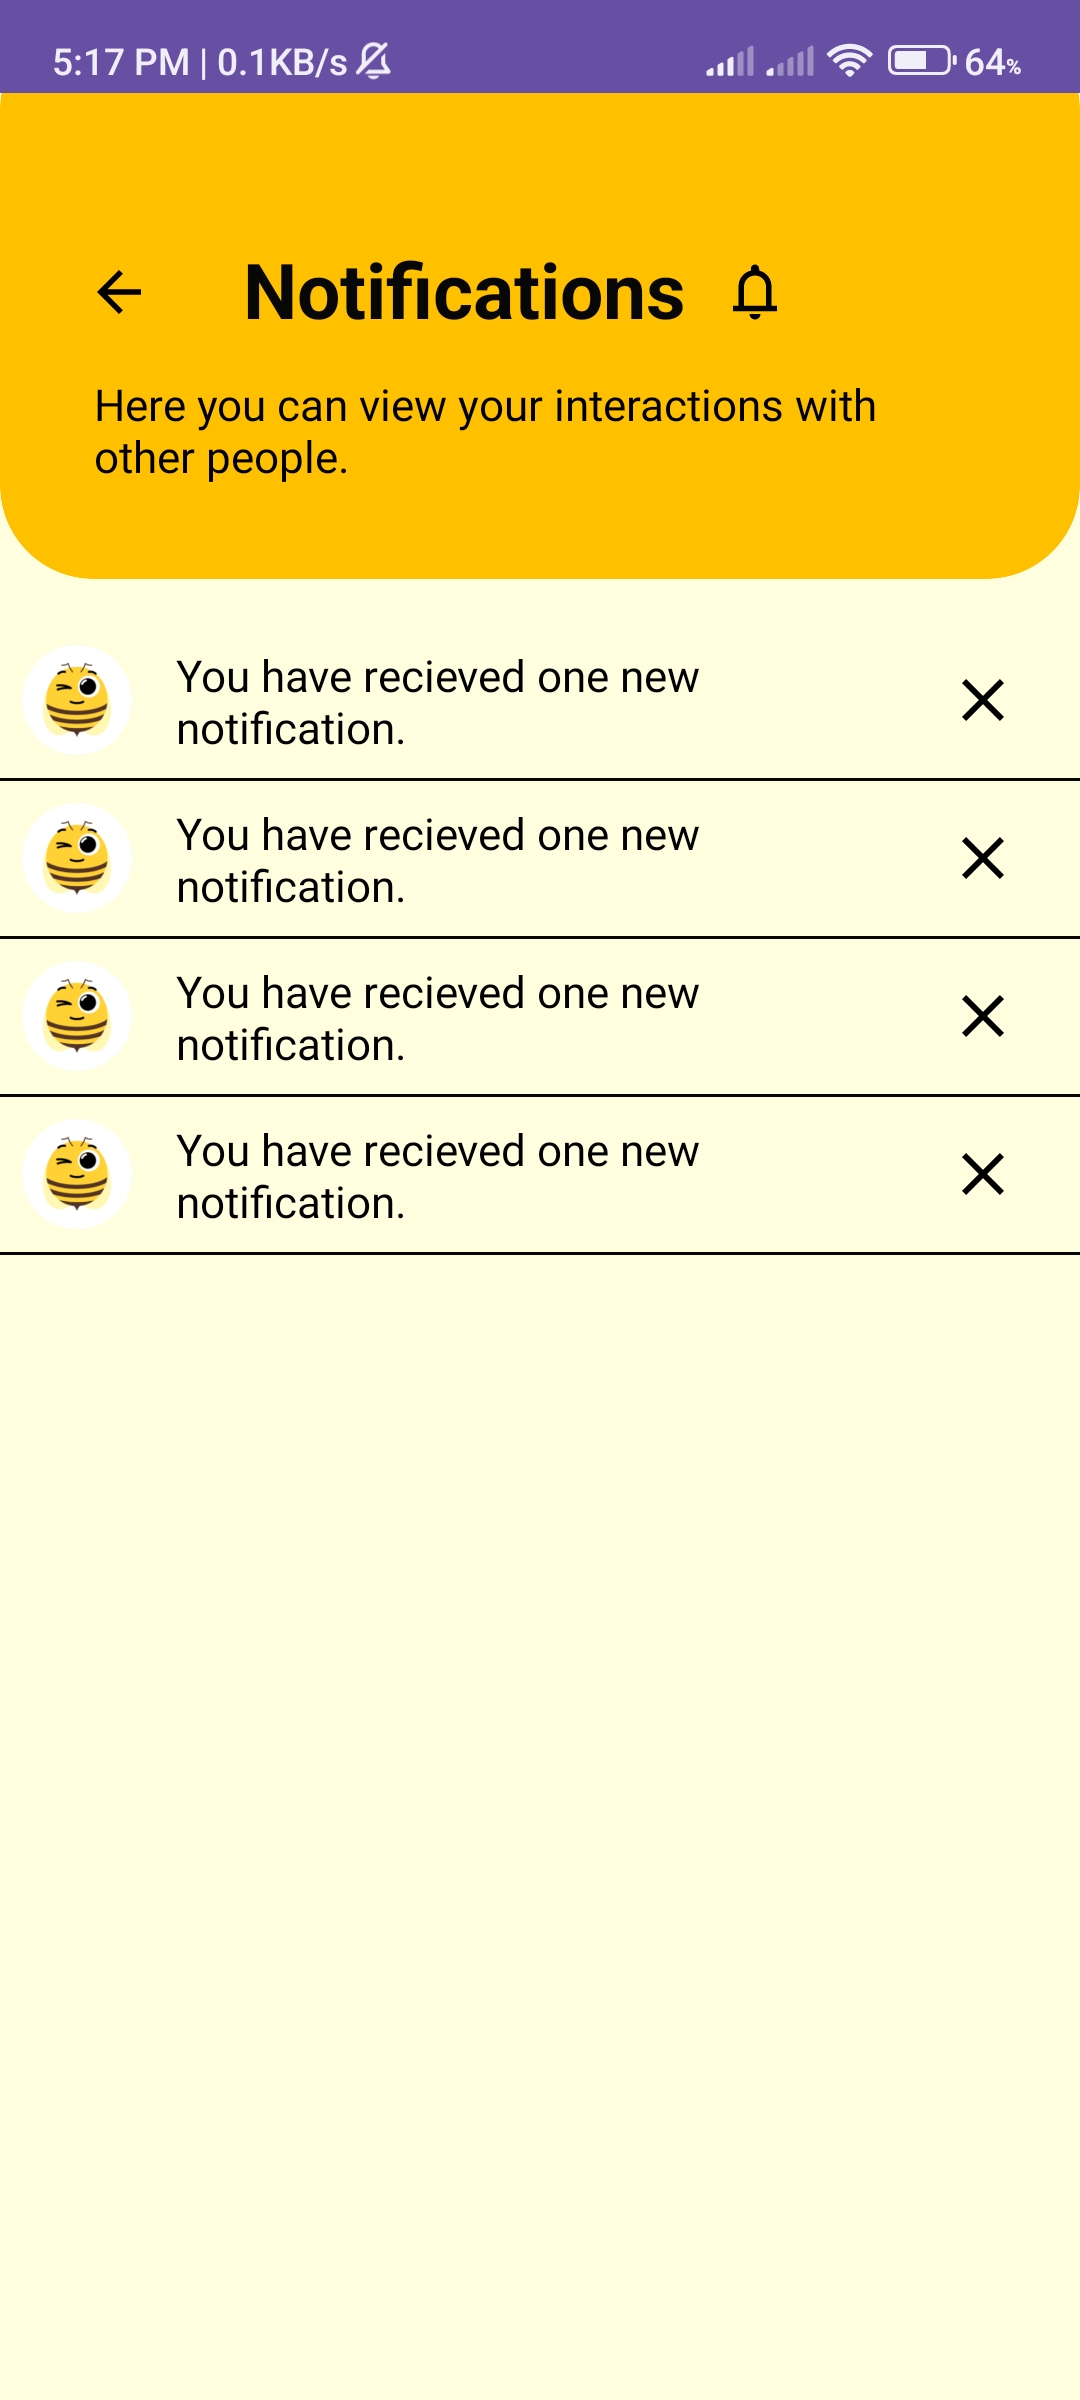 5:17 PM | 0.1KB/s 64%
Notifications
Here you can view your interactions with
other people.
You have recieved one new
notification.
You have recieved one new
notification.
You have recieved one new
notification.
You have recieved one new
notification.